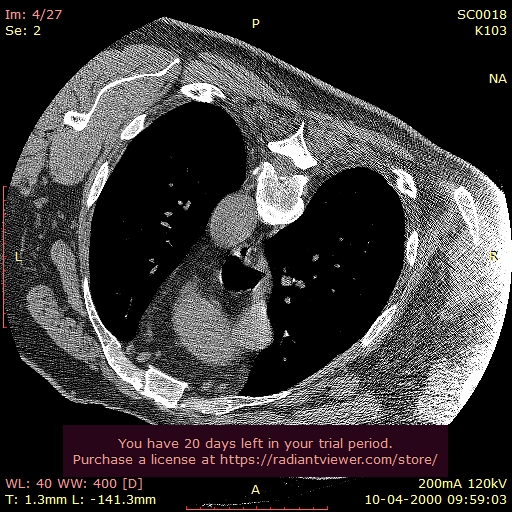 Im: 4/27
Se: 2
P
SC0018
K103
NA
L
R
You have 20 days left in your trial period.
Purchase a license at https://radiantviewer.com/store/
WL: 40 WW: 400 [D]
T: 1.3mm L: -141.3mm
A
200mA 120kV
10-04-2000 09:59:03